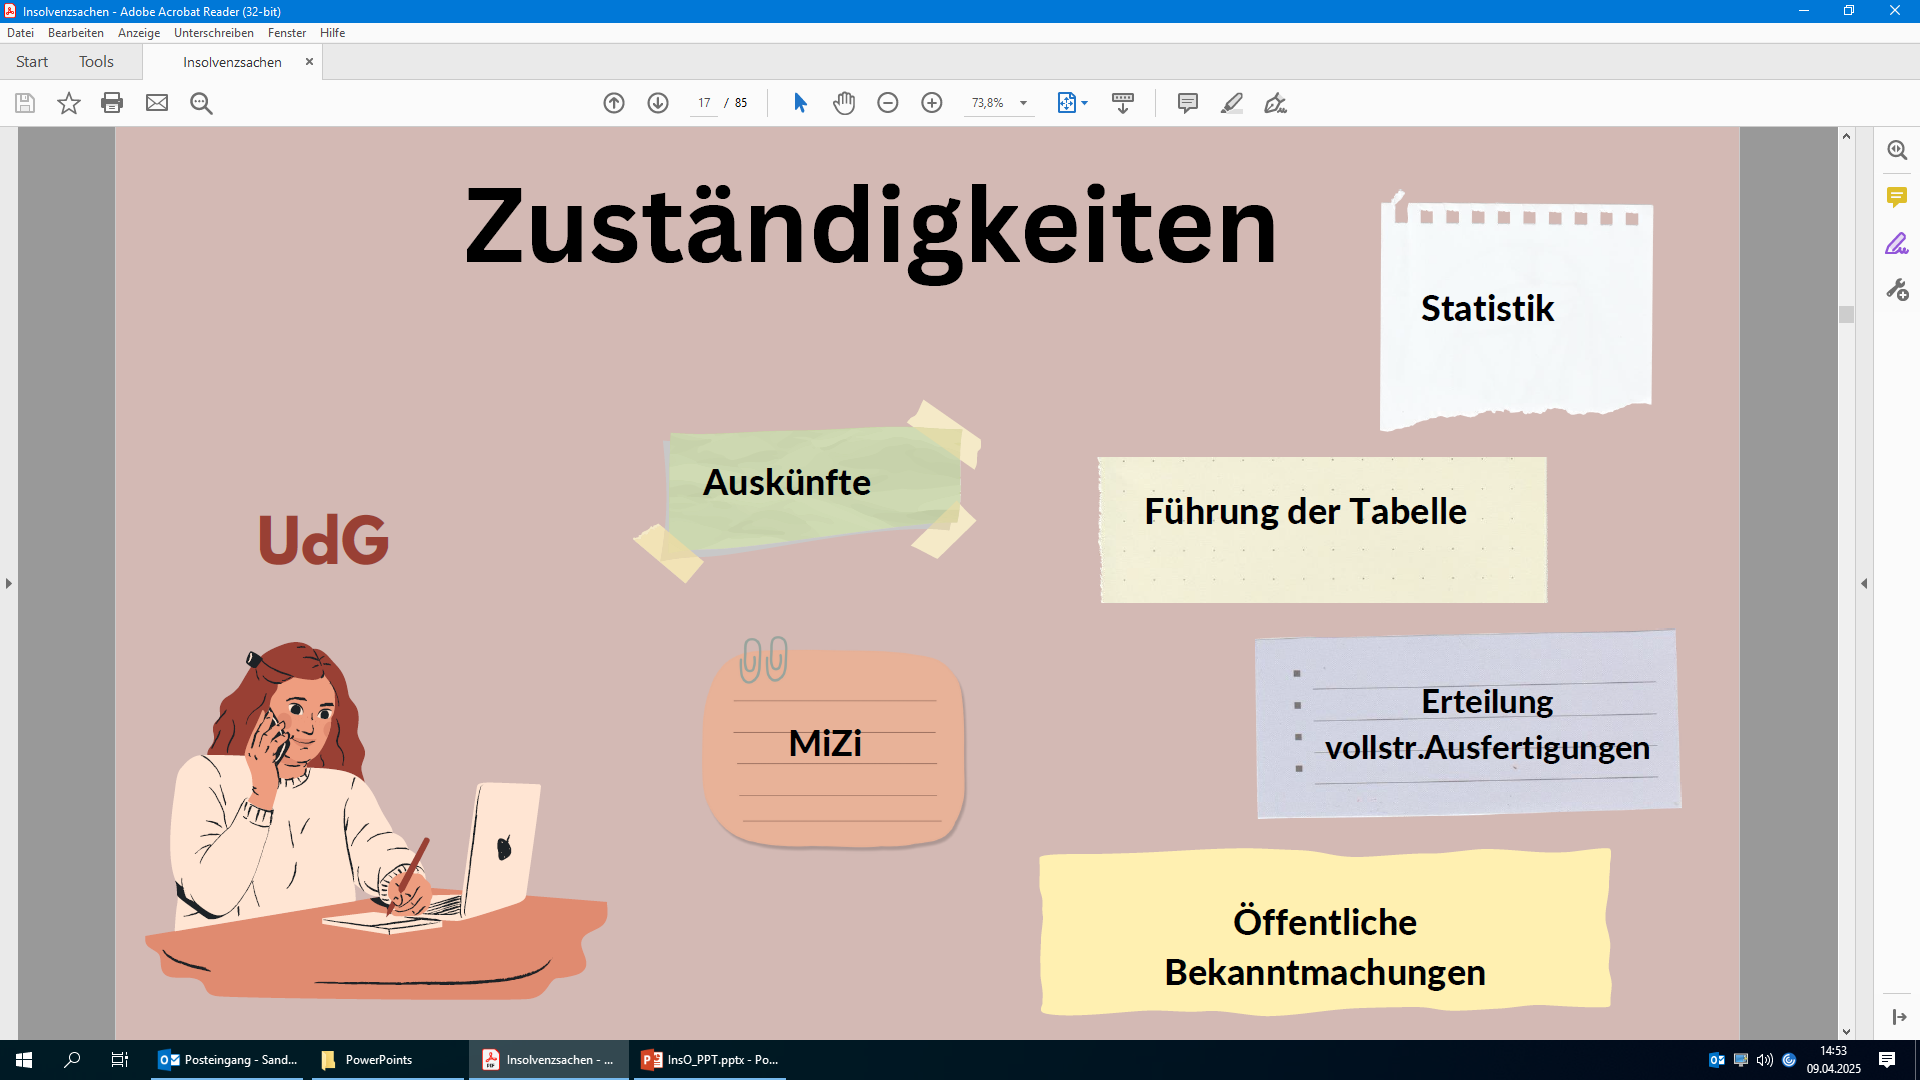 Insolvenzsachen - Adobe Acrobat Reader (32-bit)
Datei Bearbeiten Anzeige Unterschreiben Fenster Hilfe
Start Tools Insolvenzsachen
17 / 85 73,8%
Zuständigkeiten
Statistik
Auskünfte
Führung der Tabelle
UdG
MiZi
Erteilung
vollstr.Ausfertigungen
Öffentliche
Bekanntmachungen
Posteingang - Sand... PowerPoints Insolvenzsachen - ... InsO_PPT.pptx - Po...
14:53
09.04.2025